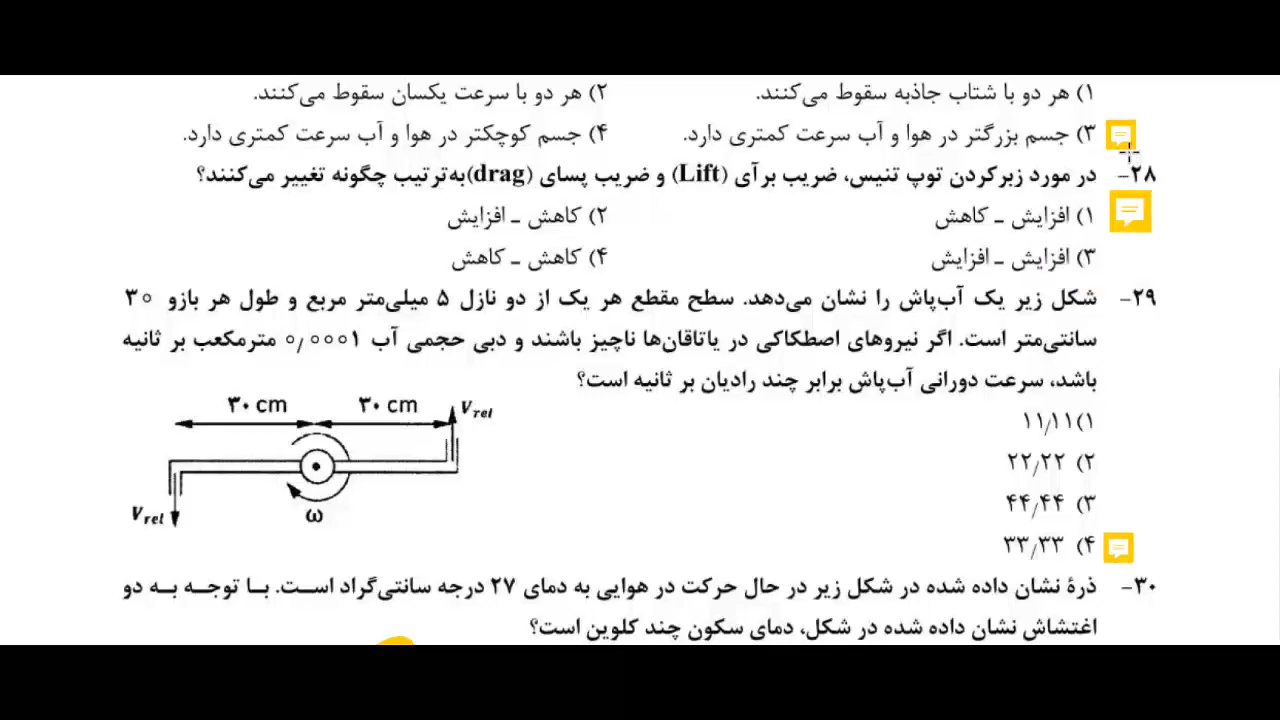 ۱) هر دو با شتاب جاذبه سقوط می‌کنند. ۲) هر دو با سرعت یکسان سقوط می‌کنند.
۳) جسم بزرگتر در هوا و آب سرعت کمتری دارد. ۴) جسم کوچکتر در هوا و آب سرعت کمتری دارد.
۲۸- در مورد زبرکردن توپ تنیس، ضریب برآی (Lift) و ضریب پسای (drag)به‌ترتیب چگونه تغییر می‌کنند؟
۱) افزایش ـ کاهش ۲) کاهش ـ افزایش
۳) افزایش ـ افزایش ۴) کاهش ـ کاهش
۲۹- شکل زیر یک آب‌پاش را نشان می‌دهد. سطح مقطع هر یک از دو نازل ۵ میلی‌متر مربع و طول هر بازو ۳۰
سانتی‌متر است. اگر نیروهای اصطکاکی در یاتاقان‌ها ناچیز باشند و دبی حجمی آب ۰/۰۰۰۱ مترمکعب بر ثانیه
باشد، سرعت دورانی آب‌پاش برابر چند رادیان بر ثانیه است؟
۱) ۱۱/۱۱
۲) ۲۲/۲۲
۳) ۴۴/۴۴
۴) ۳۳/۳۳
۳۰ cm ۳۰ cm
V_rel
V_rel
ω
۳۰- ذرهٔ نشان داده شده در شکل زیر در حال حرکت در هوایی به دمای ۲۷ درجه سانتی‌گراد است. با توجه به دو
اغتشاش نشان داده شده در شکل، دمای سکون چند کلوین است؟